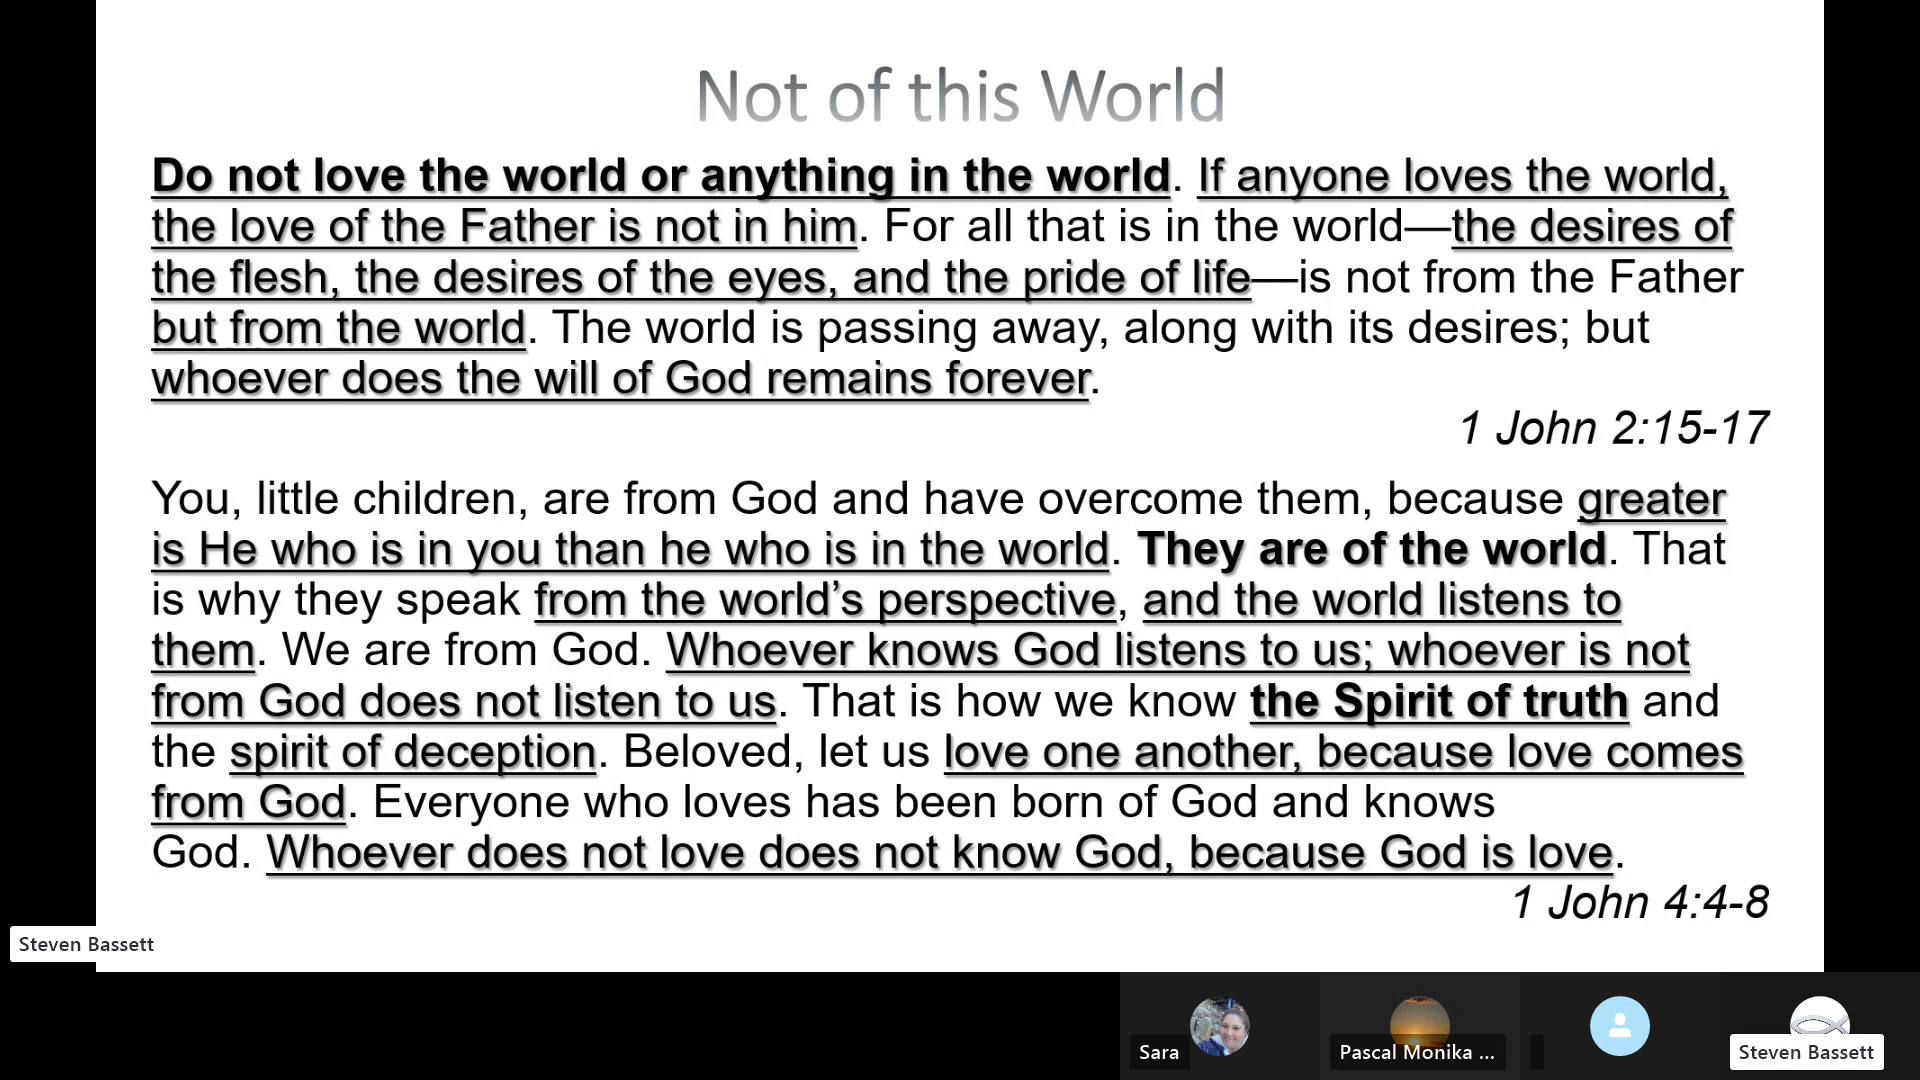 Not of this World
Do not love the world or anything in the world. If anyone loves the world,
the love of the Father is not in him. For all that is in the world—the desires of
the flesh, the desires of the eyes, and the pride of life—is not from the Father
but from the world. The world is passing away, along with its desires; but
whoever does the will of God remains forever.
1 John 2:15-17
You, little children, are from God and have overcome them, because greater
is He who is in you than he who is in the world. They are of the world. That
is why they speak from the world’s perspective, and the world listens to
them. We are from God. Whoever knows God listens to us; whoever is not
from God does not listen to us. That is how we know the Spirit of truth and
the spirit of deception. Beloved, let us love one another, because love comes
from God. Everyone who loves has been born of God and knows
God. Whoever does not love does not know God, because God is love.
1 John 4:4-8
Steven Bassett
Sara
Pascal Monika ...
Steven Bassett